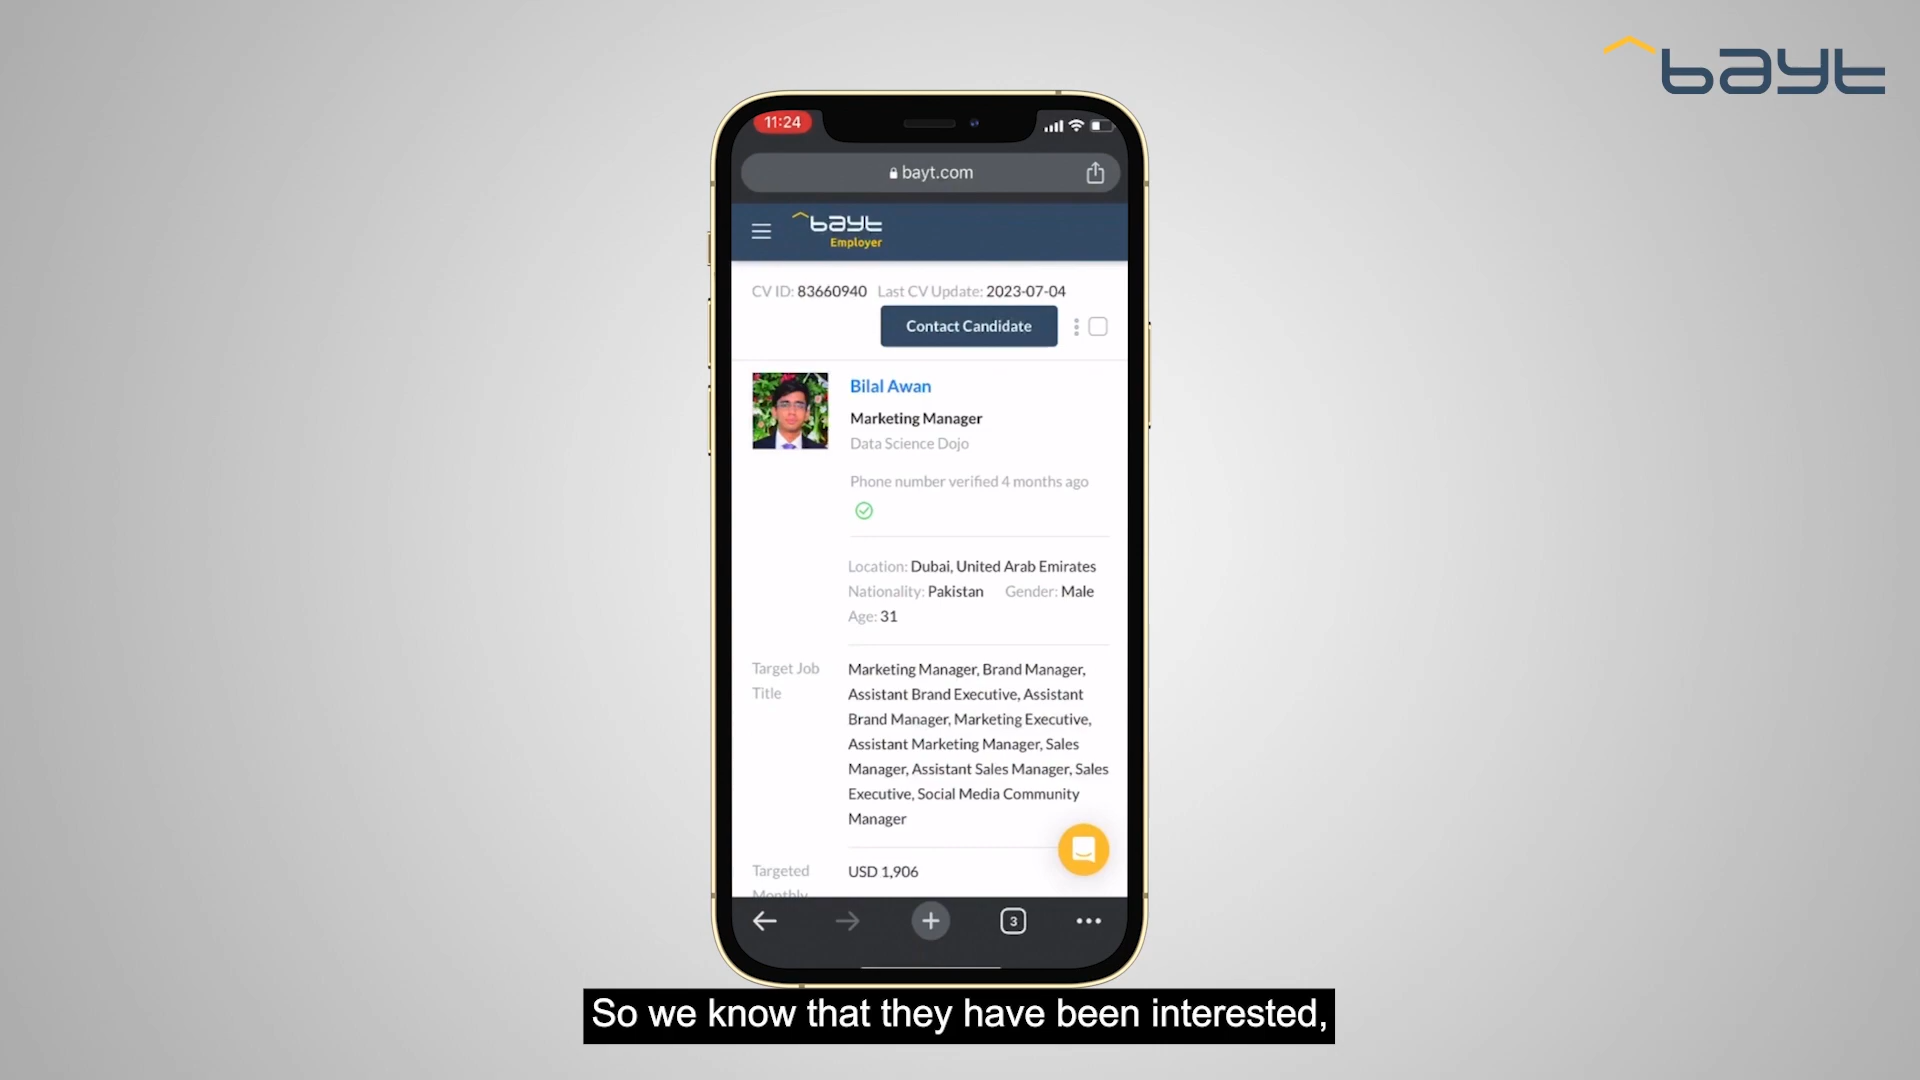 bayt
11:24
bayt.com
bayt
Employer
CV ID: 83660940 Last CV Update: 2023-07-04
Contact Candidate
Bilal Awan
Marketing Manager
Data Science Dojo
Phone number verified 4 months ago
Location: Dubai, United Arab Emirates
Nationality: Pakistan Gender: Male
Age: 31
Target Job
Title
Marketing Manager, Brand Manager,
Assistant Brand Executive, Assistant
Brand Manager, Marketing Executive,
Assistant Marketing Manager, Sales
Manager, Assistant Sales Manager, Sales
Executive, Social Media Community
Manager
Targeted
Monthly
USD 1,906
3
So we know that they have been interested,